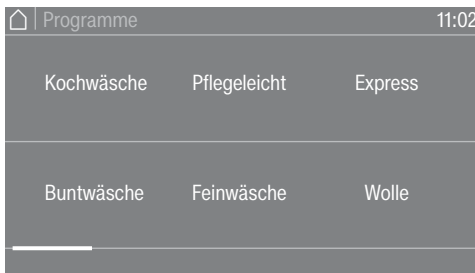 Programme 11:02
Kochwäsche Pflegeleicht Express
Buntwäsche Feinwäsche Wolle